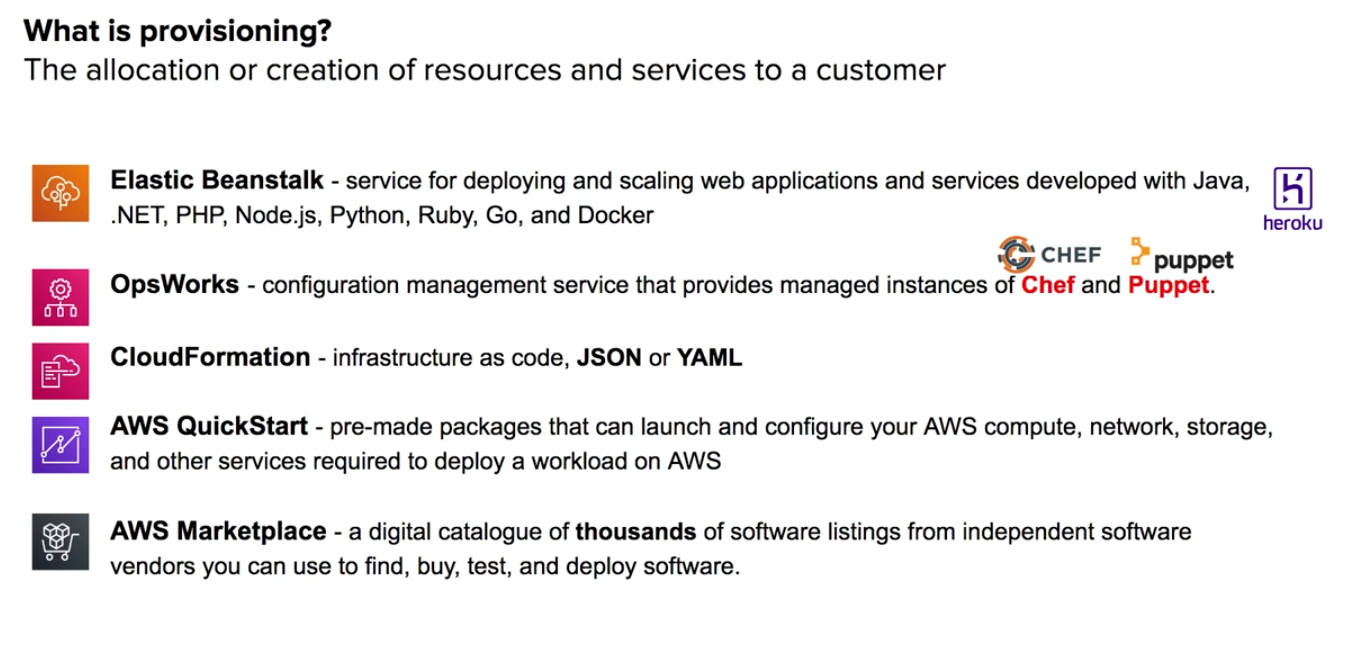 What is provisioning?
The allocation or creation of resources and services to a customer
Elastic Beanstalk - service for deploying and scaling web applications and services developed with Java,
.NET, PHP, Node.js, Python, Ruby, Go, and Docker
heroku
CHEF puppet
OpsWorks - configuration management service that provides managed instances of Chef and Puppet.
CloudFormation - infrastructure as code, JSON or YAML
AWS QuickStart - pre-made packages that can launch and configure your AWS compute, network, storage,
and other services required to deploy a workload on AWS
AWS Marketplace - a digital catalogue of thousands of software listings from independent software
vendors you can use to find, buy, test, and deploy software.